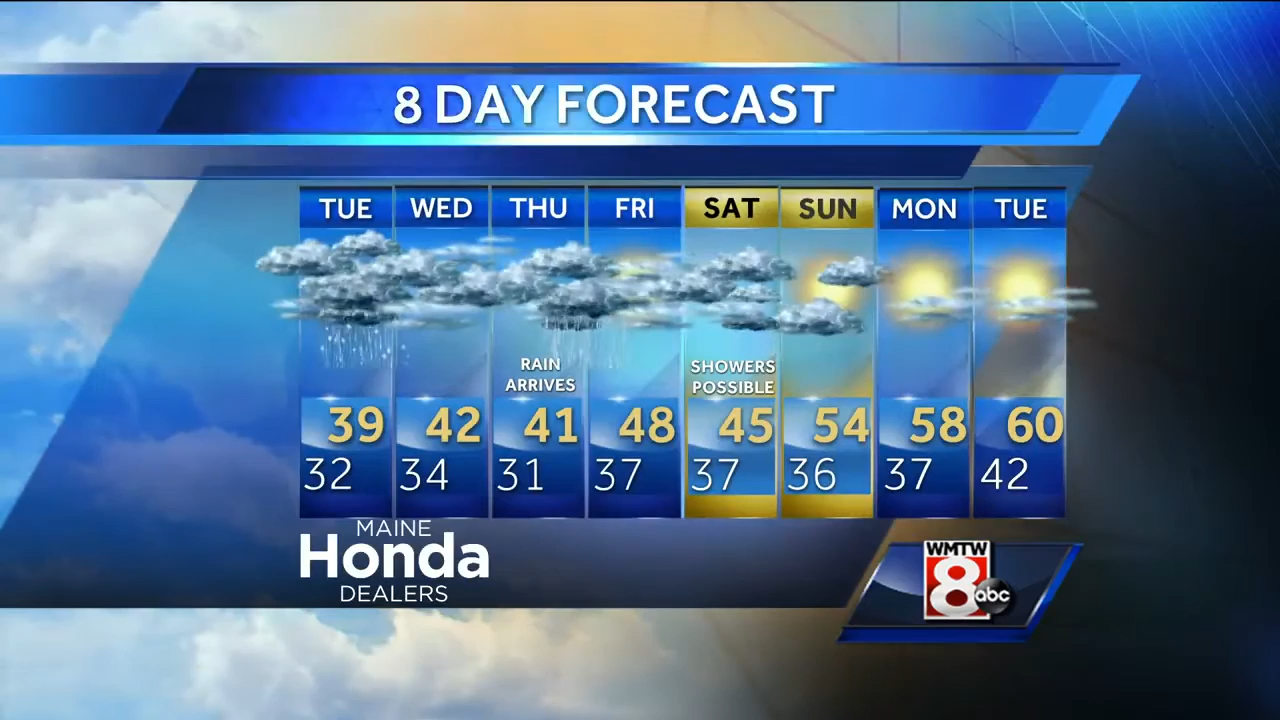 8 DAY FORECAST
TUE WED THU FRI SAT SUN MON TUE
RAIN
ARRIVES
SHOWERS
POSSIBLE
39 42 41 48 45 54 58 60
32 34 31 37 37 36 37 42
MAINE
Honda
DEALERS
WMTW
8
abc